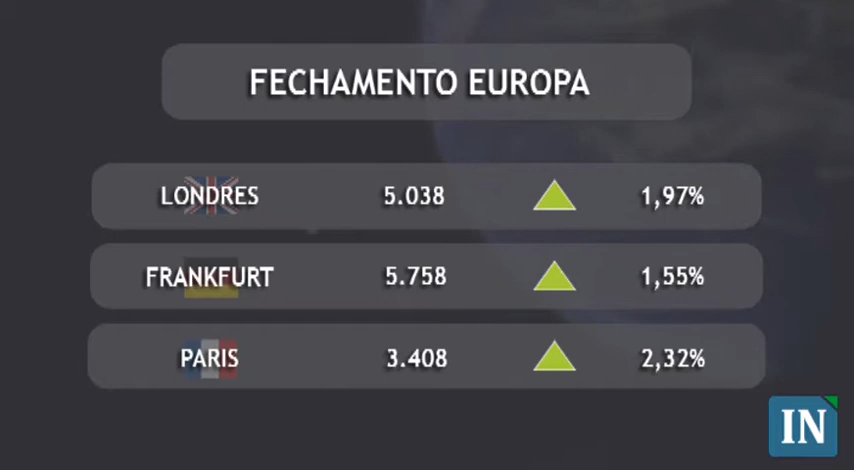 FECHAMENTO EUROPA
LONDRES 5.038 1,97%
FRANKFURT 5.758 1,55%
PARIS 3.408 2,32%
IN